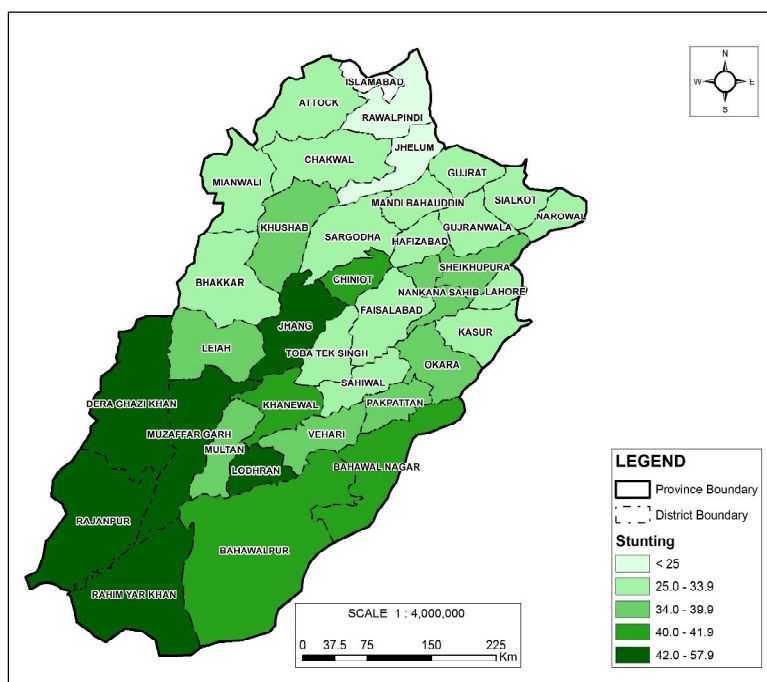 N
W E
S
ISLAMABAD
ATTOCK
RAWALPINDI
JHELUM
CHAKWAL
GUJRAT
MIANWALI
MANDI BAHAUDDIN
SIALKOT
NAROWAL
KHUSHAB
SARGODHA
GUJRANWALA
HAFIZABAD
SHEIKHUPURA
BHAKKAR
CHINIOT
NANKANA SAHIB
LAHORE
FAISALABAD
JHANG
KASUR
LEIAH
TOBA TEK SINGH
OKARA
SAHIWAL
DERA GHAZI KHAN
KHANEWAL
PAKPATTAN
MUZAFFAR GARH
VEHARI
MULTAN
LODHRAN
BAHAWAL NAGAR
RAJANPUR
BAHAWALPUR
RAHIM YAR KHAN
LEGEND
Province Boundary
District Boundary
Stunting
< 25
25.0 - 33.9
34.0 - 39.9
40.0 - 41.9
42.0 - 57.9
SCALE 1 : 4,000,000
0 37.5 75 150 225
Km